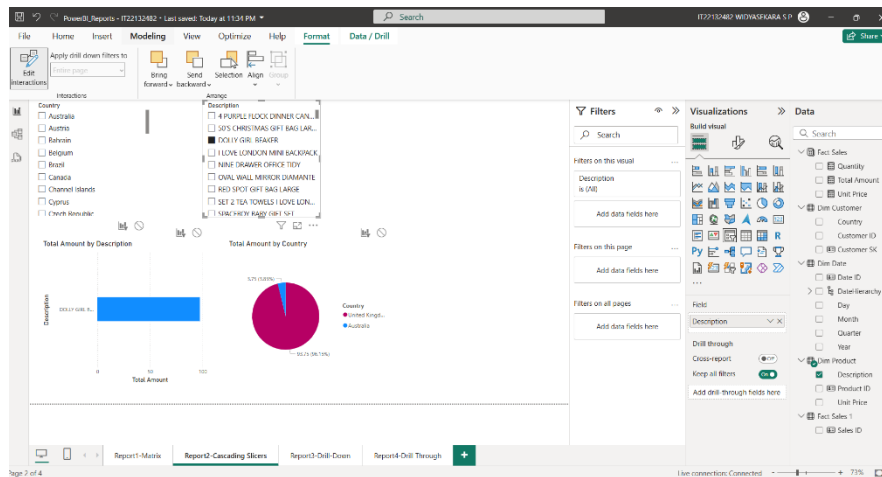 PowerBI_Reports - IT22132482 • Last saved: Today at 11:34 PM
Search
IT22132482 WIDYASEKARA S P
File Home Insert Modeling View Optimize Help Format Data / Drill
Share
Edit interactions
Apply drill down filters to
Entire page
Bring forward
Send backward
Selection
Align
Group
Interactions
Arrange
Country
Australia
Austria
Bahrain
Belgium
Brazil
Canada
Channel Islands
Cyprus
Czech Republic
Description
4 PURPLE FLOCK DINNER CAN...
50'S CHRISTMAS GIFT BAG LAR...
DOLLY GIRL BEAKER
I LOVE LONDON MINI BACKPACK
NINE DRAWER OFFICE TIDY
OVAL WALL MIRROR DIAMANTE
RED SPOT GIFT BAG LARGE
SET 2 TEA TOWELS I LOVE LON...
SPACEBOY BABY GIFT SET
Total Amount by Description
Description
DOLLY GIRL B...
0
50
100
Total Amount
Total Amount by Country
Country
United Kingd...
Australia
Filters
Search
Filters on this visual
Description
is (All)
Add data fields here
Filters on this page
Add data fields here
Filters on all pages
Add data fields here
Visualizations
Build visual
R
Py
Field
Description
Drill through
Cross-report
Off
Keep all filters
On
Add drill-through fields here
Data
Search
Fact Sales
Quantity
Total Amount
Unit Price
Dim Customer
Country
Customer ID
Customer SK
Dim Date
Date ID
DateHierarchy
Day
Month
Quarter
Year
Dim Product
Description
Product ID
Unit Price
Fact Sales 1
Sales ID
Report1-Matrix
Report2-Cascading Slicers
Report3-Drill-Down
Report4-Drill Through
Page 2 of 4
Live connection: Connected
73%